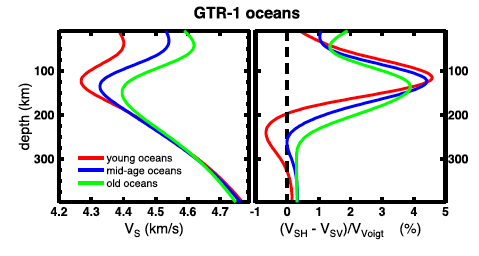 GTR-1 oceans
depth (km)
100
200
300
young oceans
mid-age oceans
old oceans
4.2 4.3 4.4 4.5 4.6 4.7
V_S (km/s)
100
200
300
-1 0 1 2 3 4 5
(V_SH - V_SV)/V_Voigt (%)